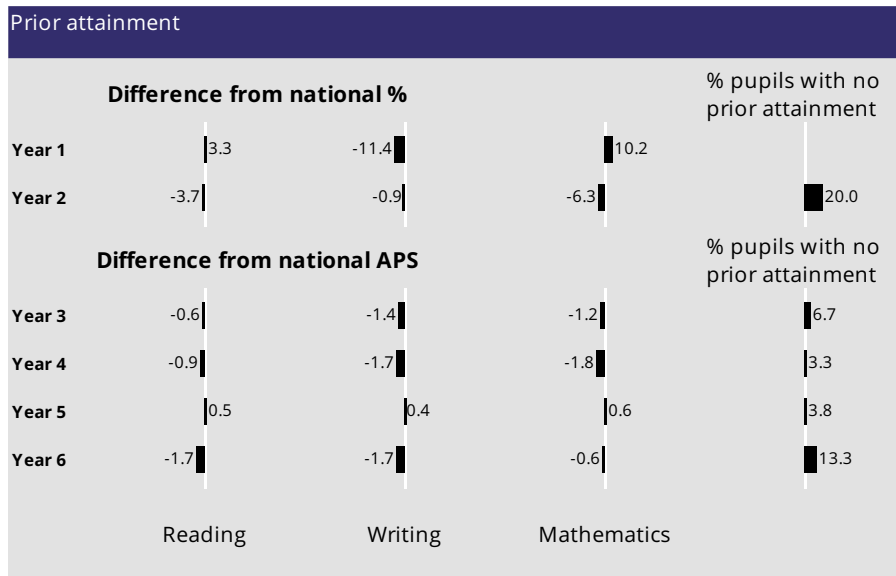 Prior attainment
Difference from national %
% pupils with no
prior attainment
Year 1 3.3 -11.4 10.2
Year 2 -3.7 -0.9 -6.3 20.0
Difference from national APS
% pupils with no
prior attainment
Year 3 -0.6 -1.4 -1.2 6.7
Year 4 -0.9 -1.7 -1.8 3.3
Year 5 0.5 0.4 0.6 3.8
Year 6 -1.7 -1.7 -0.6 13.3
Reading Writing Mathematics